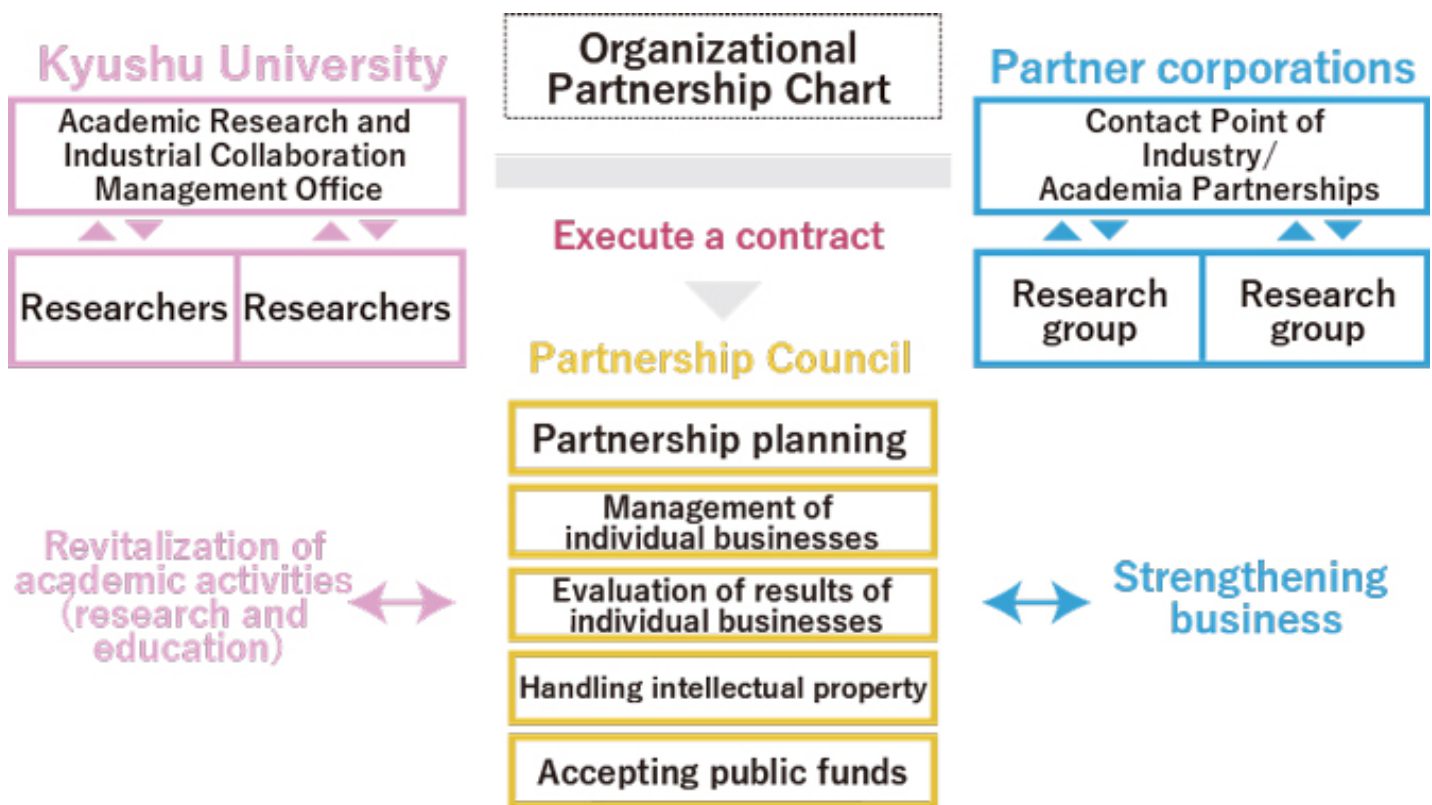 Organizational
Partnership Chart
Kyushu University
Academic Research and
Industrial Collaboration
Management Office
Researchers
Researchers
Partner corporations
Contact Point of
Industry/
Academia Partnerships
Research
group
Research
group
Execute a contract
Partnership Council
Partnership planning
Management of
individual businesses
Evaluation of results of
individual businesses
Handling intellectual property
Accepting public funds
Revitalization of
academic activities
(research and
education)
Strengthening
business